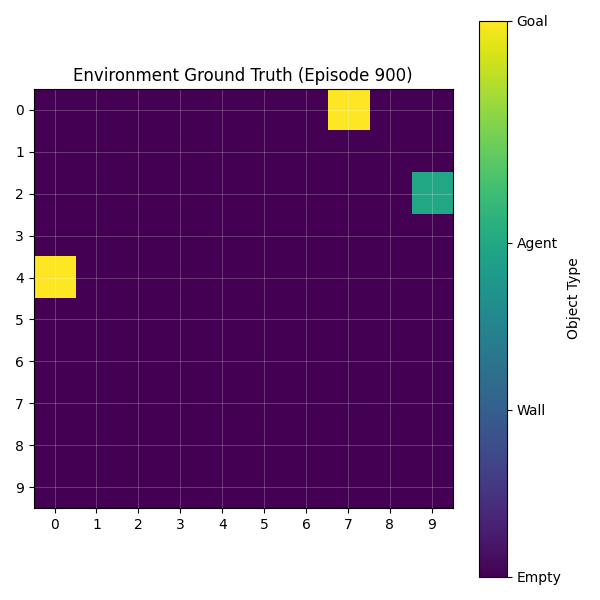 Environment Ground Truth (Episode 900)
0
1
2
3
4
5
6
7
8
9
0 1 2 3 4 5 6 7 8 9
Goal
Agent
Wall
Empty
Object Type